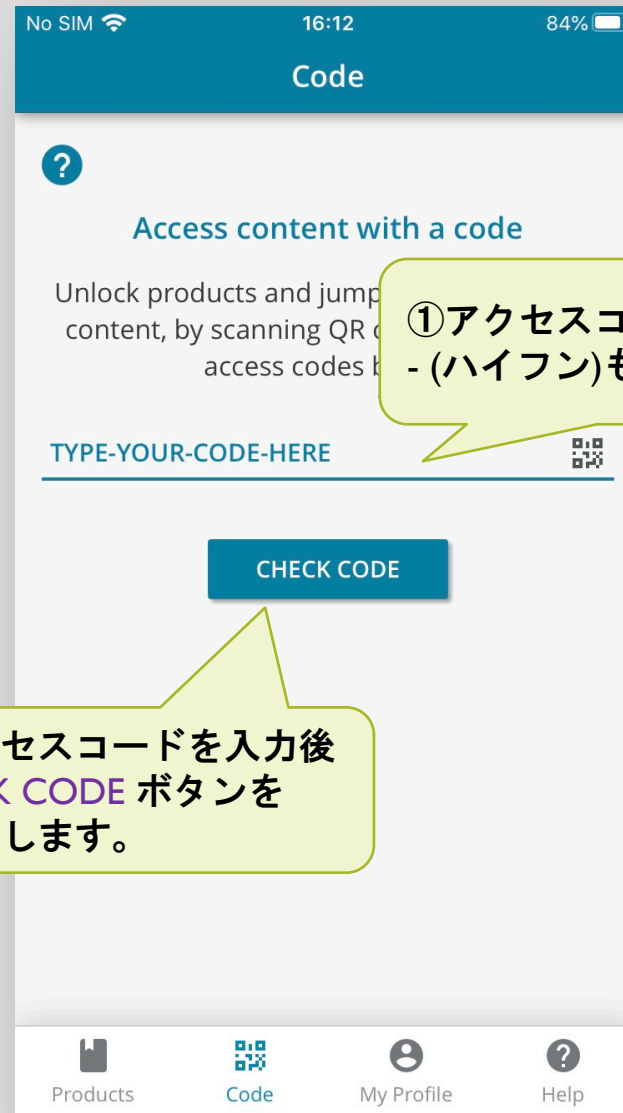 No SIM 16:12 84%
Code
?
Access content with a code
Unlock products and jump
content, by scanning QR
access codes
①アクセスコ
- (ハイフン)も
TYPE-YOUR-CODE-HERE
CHECK CODE
セスコードを入力後
K CODE ボタンを
します。
Products Code My Profile Help